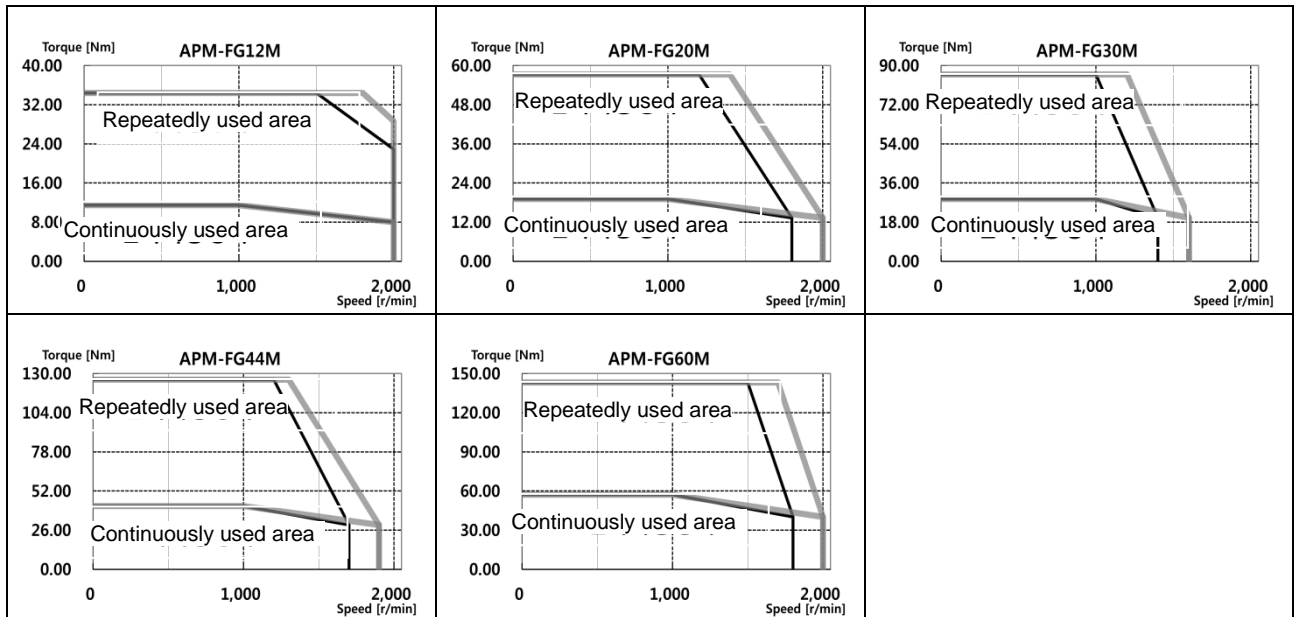 Torque [Nm] APM-FG12M
40.00
32.00
Repeatedly used area
24.00
16.00
8.00
Continuously used area
0.00
0 1,000 2,000
Speed [r/min]
Torque [Nm] APM-FG20M
60.00
Repeatedly used area
48.00
36.00
24.00
12.00
Continuously used area
0.00
0 1,000 2,000
Speed [r/min]
Torque [Nm] APM-FG30M
90.00
Repeatedly used area
72.00
54.00
36.00
18.00
Continuously used area
0.00
0 1,000 2,000
Speed [r/min]
Torque [Nm] APM-FG44M
130.00
Repeatedly used area
104.00
78.00
52.00
26.00
Continuously used area
0.00
0 1,000 2,000
Speed [r/min]
Torque [Nm] APM-FG60M
150.00
Repeatedly used area
120.00
90.00
60.00
Continuously used area
30.00
0.00
0 1,000 2,000
Speed [r/min]